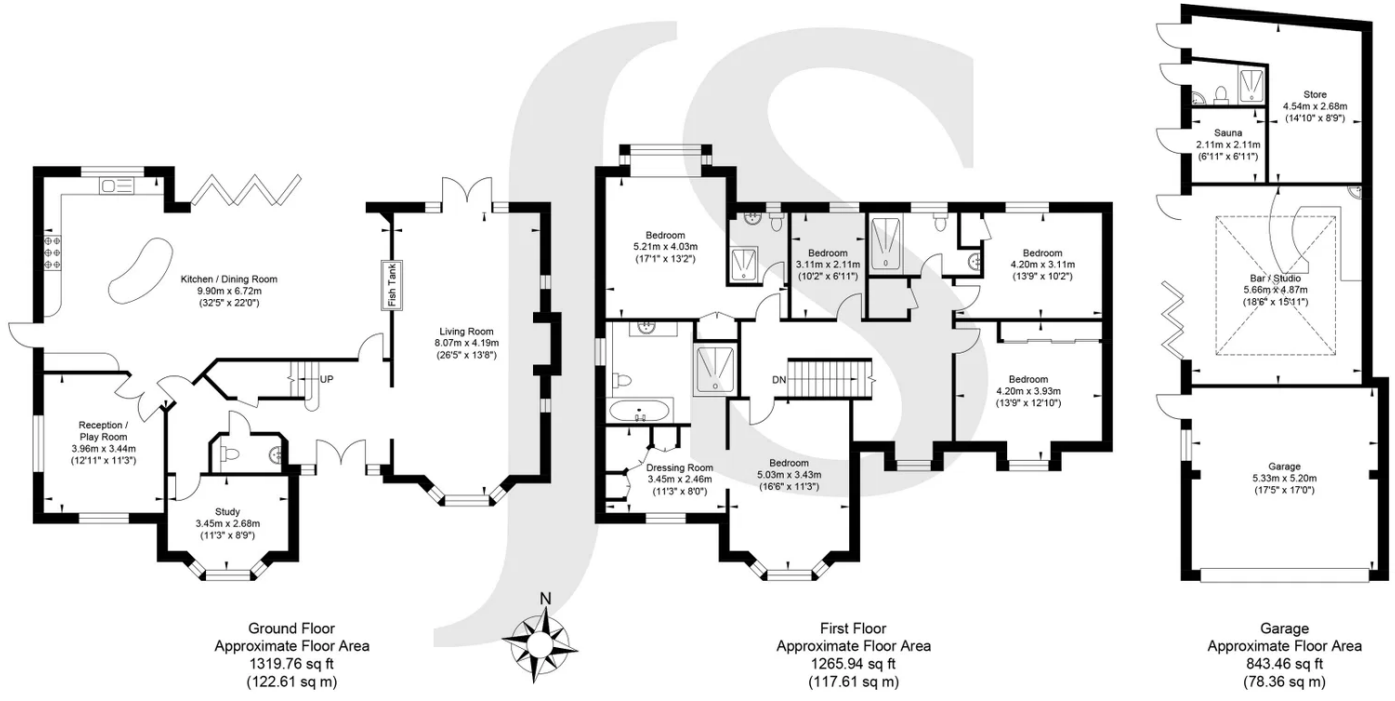 Kitchen / Dining Room
9.90m x 6.72m
(32'5" x 22'0")
Fish Tank
Living Room
8.07m x 4.19m
(26'5" x 13'8")
UP
Reception /
Play Room
3.96m x 3.44m
(12'11" x 11'3")
Study
3.45m x 2.68m
(11'3" x 8'9")
Ground Floor
Approximate Floor Area
1319.76 sq ft
(122.61 sq m)
N
Bedroom
5.21m x 4.03m
(17'1" x 13'2")
Bedroom
3.11m x 2.11m
(10'2" x 6'11")
Bedroom
4.20m x 3.11m
(13'9" x 10'2")
DN
Bedroom
4.20m x 3.93m
(13'9" x 12'10")
Dressing Room
3.45m x 2.46m
(11'3" x 8'0")
Bedroom
5.03m x 3.43m
(16'6" x 11'3")
First Floor
Approximate Floor Area
1265.94 sq ft
(117.61 sq m)
Store
4.54m x 2.68m
(14'10" x 8'9")
Sauna
2.11m x 2.11m
(6'11" x 6'11")
Bar / Studio
5.66m x 4.87m
(18'6" x 15'11")
Garage
5.33m x 5.20m
(17'5" x 17'0")
Garage
Approximate Floor Area
843.46 sq ft
(78.36 sq m)